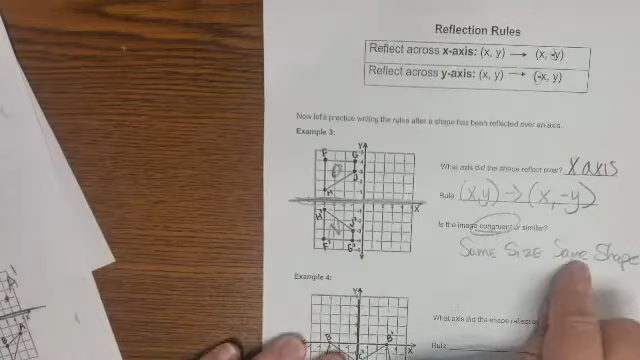 Reflection Rules
Reflect across x-axis: (x, y) → (x, -y)
Reflect across y-axis: (x, y) → (-x, y)
Now let's practice writing the rules after a shape has been reflected over an axis.
Example 3:
What axis did the shape reflect over? X axis
Rule: (x,y) → (x, -y)
Is the image congruent or similar?
Same Size Same Shape
Y
F
G
J
O
H
X
H'
J'
N
F'
G'
Example 4:
What axis did the shape reflect o
Rule:
Y
B
B'
X